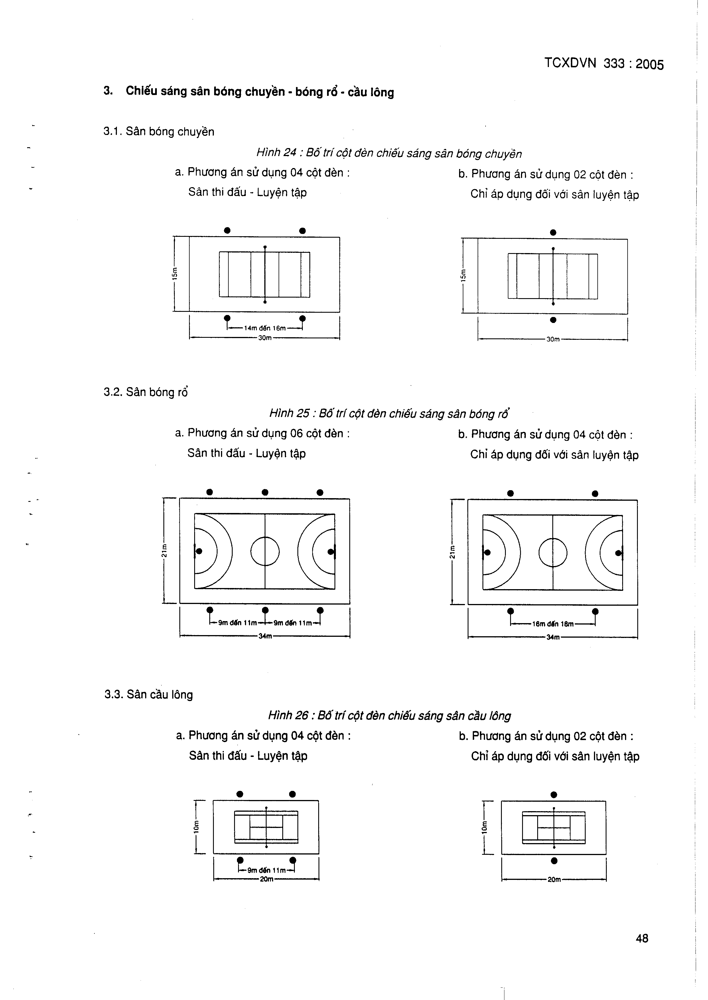 TCXDVN 333 : 2005
3. Chiếu sáng sân bóng chuyền - bóng rổ - cầu lông
3.1. Sân bóng chuyền
Hình 24 : Bố trí cột đèn chiếu sáng sân bóng chuyền
a. Phương án sử dụng 04 cột đèn :
Sân thi đấu - Luyện tập
b. Phương án sử dụng 02 cột đèn :
Chỉ áp dụng đối với sân luyện tập
15m
14m đến 16m
30m
15m
30m
3.2. Sân bóng rổ
Hình 25 : Bố trí cột đèn chiếu sáng sân bóng rổ
a. Phương án sử dụng 06 cột đèn :
Sân thi đấu - Luyện tập
b. Phương án sử dụng 04 cột đèn :
Chỉ áp dụng đối với sân luyện tập
21m
9m đến 11m
9m đến 11m
34m
21m
16m đến 18m
34m
3.3. Sân cầu lông
Hình 26 : Bố trí cột đèn chiếu sáng sân cầu lông
a. Phương án sử dụng 04 cột đèn :
Sân thi đấu - Luyện tập
b. Phương án sử dụng 02 cột đèn :
Chỉ áp dụng đối với sân luyện tập
10m
9m đến 11m
20m
10m
20m
48